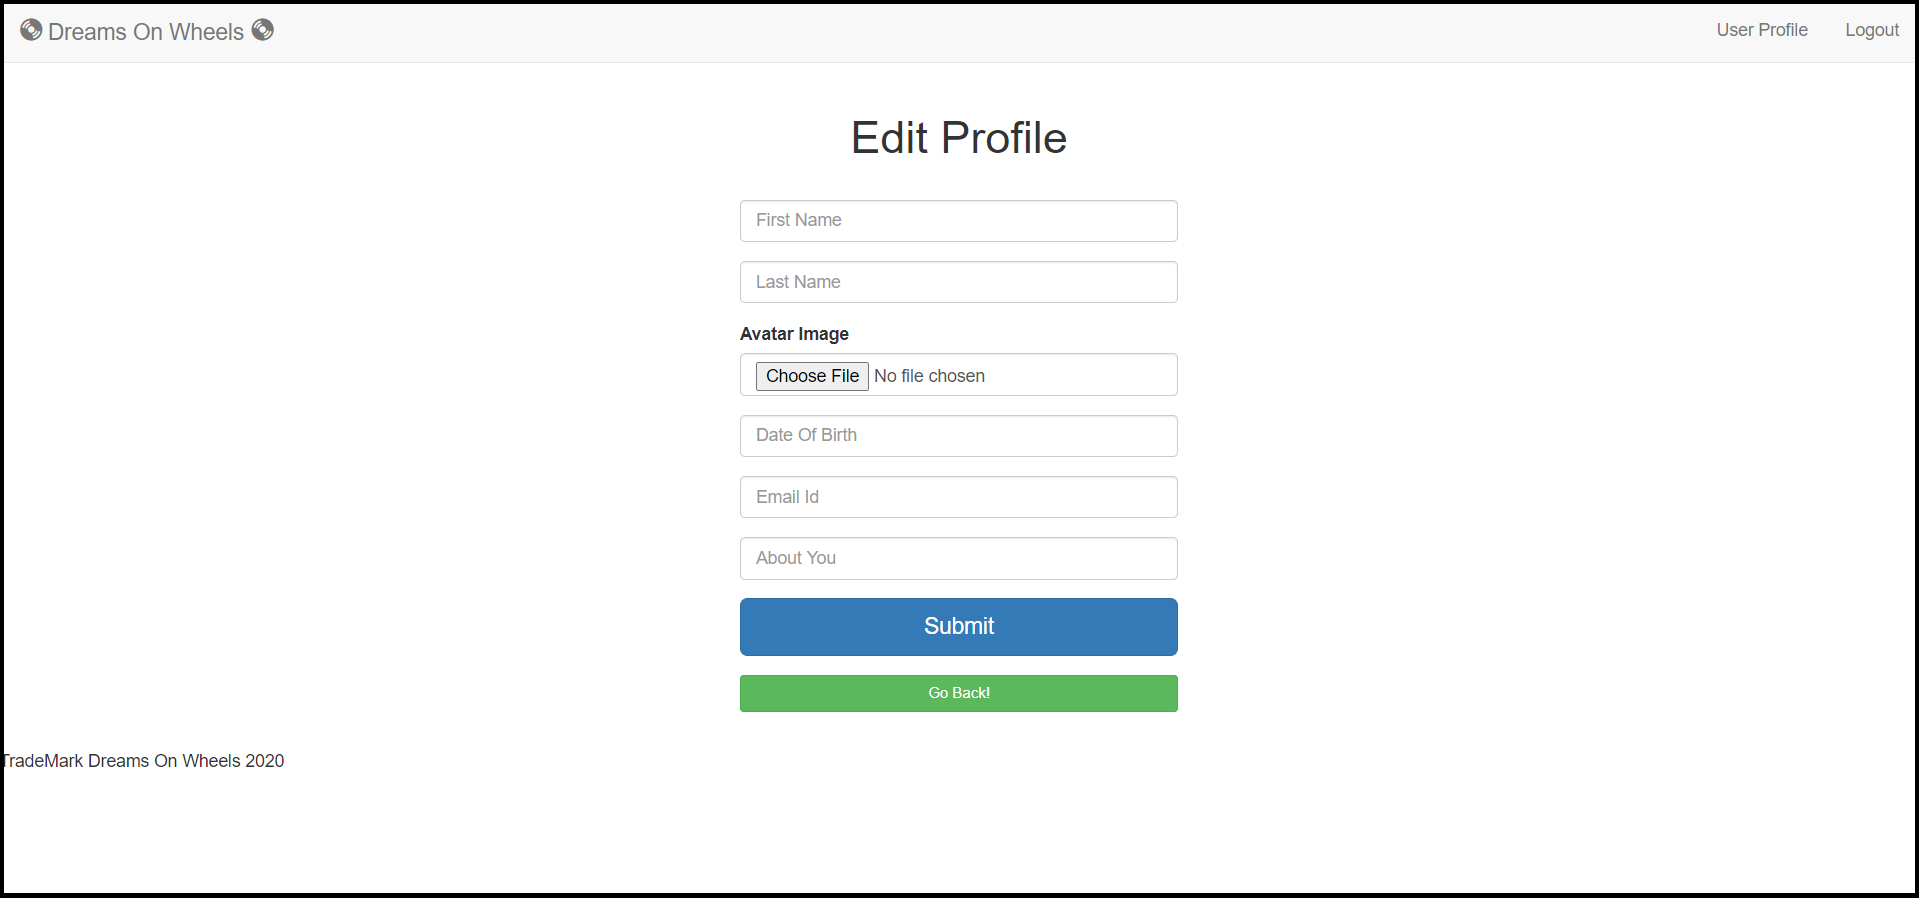 Dreams On Wheels
User Profile
Logout
Edit Profile
First Name
Last Name
Avatar Image
Choose File No file chosen
Date Of Birth
Email Id
About You
Submit
Go Back!
TradeMark Dreams On Wheels 2020